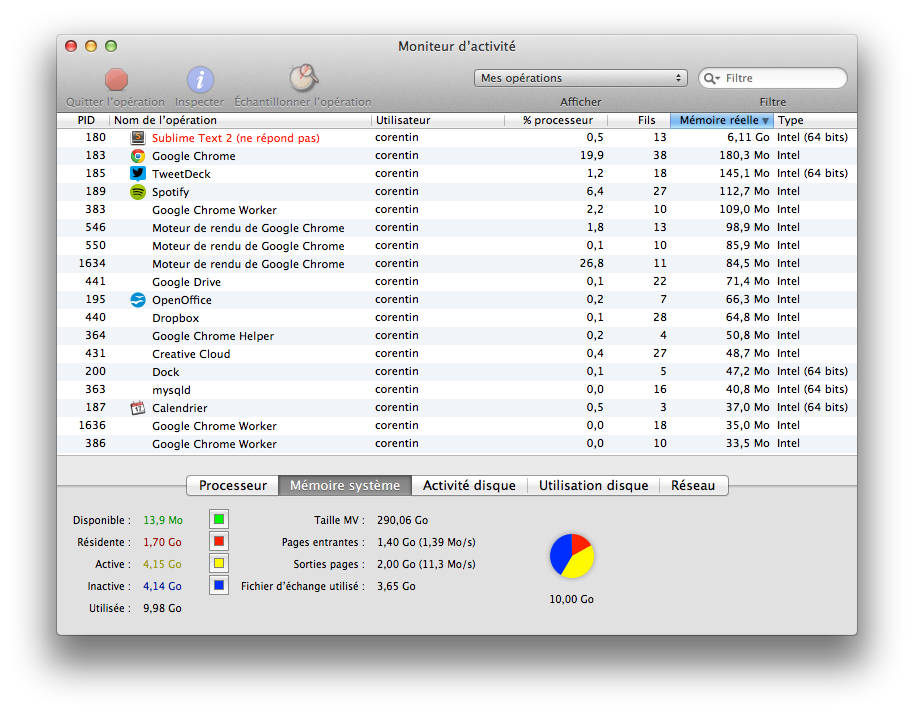 Moniteur d’activité
Quitter l’opération Inspecter Échantillonner l’opération Mes opérations Afficher Filtre Filtre
PID Nom de l’opération Utilisateur % processeur Fils Mémoire réelle Type
180 Sublime Text 2 (ne répond pas) corentin 0,5 13 6,11 Go Intel (64 bits)
183 Google Chrome corentin 19,9 38 180,3 Mo Intel
185 TweetDeck corentin 1,2 18 145,1 Mo Intel (64 bits)
189 Spotify corentin 6,4 27 112,7 Mo Intel
383 Google Chrome Worker corentin 2,2 10 109,0 Mo Intel
546 Moteur de rendu de Google Chrome corentin 1,8 13 98,9 Mo Intel
550 Moteur de rendu de Google Chrome corentin 0,1 10 85,9 Mo Intel
1634 Moteur de rendu de Google Chrome corentin 26,8 11 84,5 Mo Intel
441 Google Drive corentin 0,1 22 71,4 Mo Intel
195 OpenOffice corentin 0,2 7 66,3 Mo Intel
440 Dropbox corentin 0,1 28 64,8 Mo Intel
364 Google Chrome Helper corentin 0,2 4 50,8 Mo Intel
431 Creative Cloud corentin 0,4 27 48,7 Mo Intel
200 Dock corentin 0,1 5 47,2 Mo Intel (64 bits)
363 mysqld corentin 0,0 16 40,8 Mo Intel (64 bits)
187 Calendrier corentin 0,5 3 37,0 Mo Intel (64 bits)
1636 Google Chrome Worker corentin 0,0 18 35,0 Mo Intel
386 Google Chrome Worker corentin 0,0 10 33,5 Mo Intel
Processeur Mémoire système Activité disque Utilisation disque Réseau
Disponible : 13,9 Mo Taille MV : 290,06 Go
Résidente : 1,70 Go Pages entrantes : 1,40 Go (1,39 Mo/s)
Active : 4,15 Go Sorties pages : 2,00 Go (11,3 Mo/s)
Inactive : 4,14 Go Fichier d’échange utilisé : 3,65 Go
Utilisée : 9,98 Go
10,00 Go